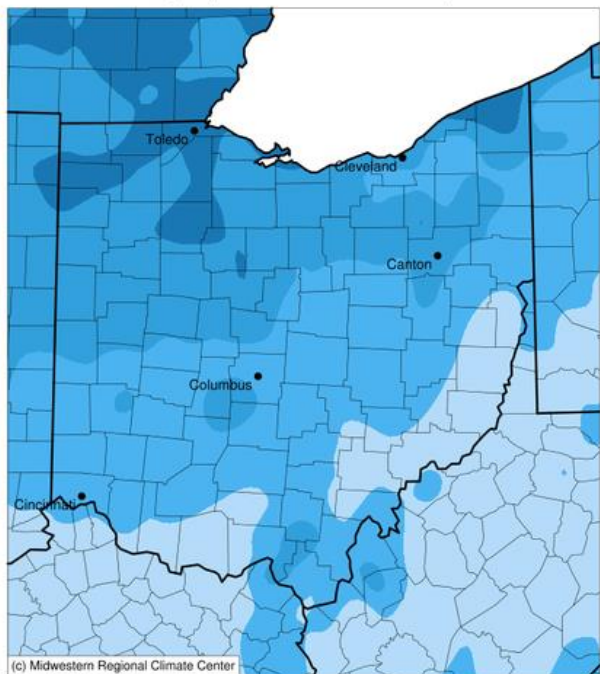 Toledo
Cleveland
Canton
Columbus
Cincinnati
(c) Midwestern Regional Climate Center